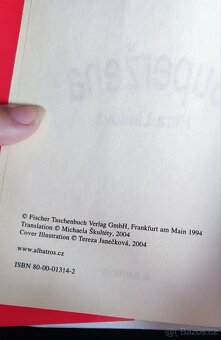 © Fischer Taschenbuch Verlag GmbH, Frankfurt am Main 1994
Translation © Michaela Škultéty, 2004
Cover Illustration © Tereza Janečková, 2004
www.albatros.cz
ISBN 80-00-01314-2